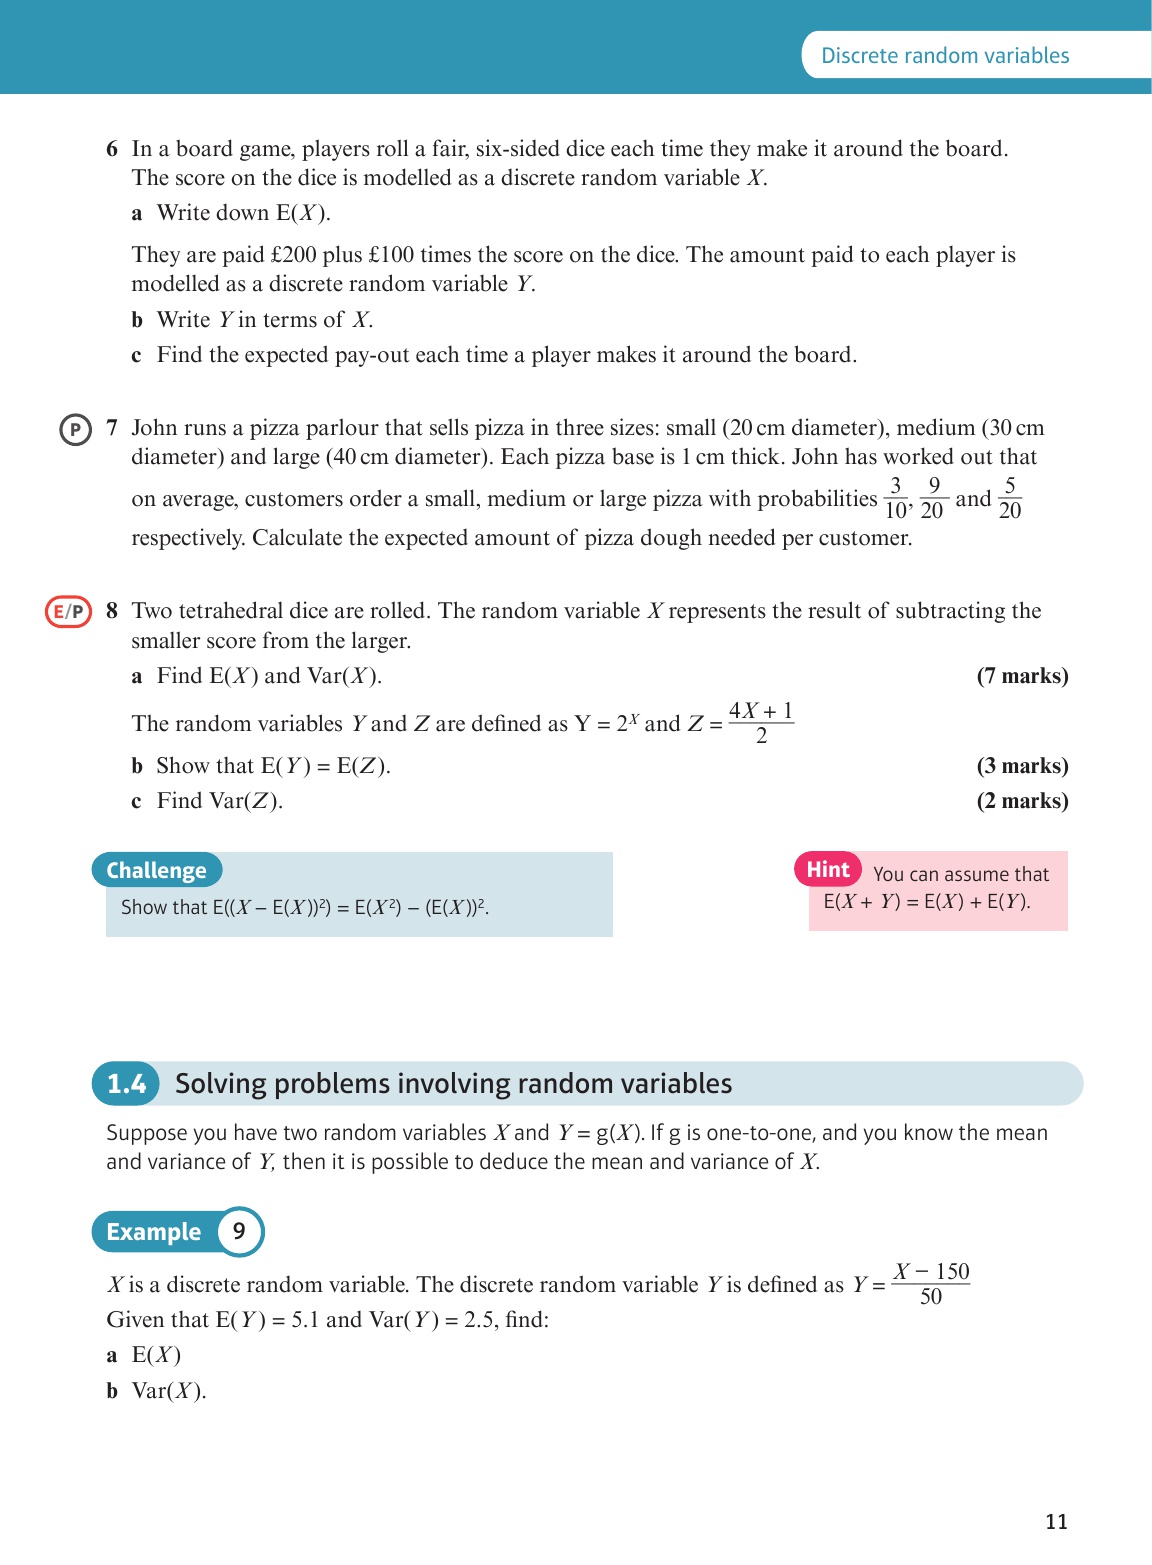 Discrete random variables
6 In a board game, players roll a fair, six-sided dice each time they make it around the board.
The score on the dice is modelled as a discrete random variable X.
a Write down E(X).
They are paid £200 plus £100 times the score on the dice. The amount paid to each player is
modelled as a discrete random variable Y.
b Write Y in terms of X.
c Find the expected pay-out each time a player makes it around the board.
P 7 John runs a pizza parlour that sells pizza in three sizes: small (20 cm diameter), medium (30 cm
diameter) and large (40 cm diameter). Each pizza base is 1 cm thick. John has worked out that
on average, customers order a small, medium or large pizza with probabilities 3/10, 9/20 and 5/20
respectively. Calculate the expected amount of pizza dough needed per customer.
E/P 8 Two tetrahedral dice are rolled. The random variable X represents the result of subtracting the
smaller score from the larger.
a Find E(X) and Var(X). (7 marks)
The random variables Y and Z are defined as Y = 2ˣ and Z = (4X + 1)/2
b Show that E(Y) = E(Z). (3 marks)
c Find Var(Z). (2 marks)
Challenge
Show that E((X – E(X))²) = E(X²) – (E(X))².
Hint You can assume that
E(X + Y) = E(X) + E(Y).
1.4 Solving problems involving random variables
Suppose you have two random variables X and Y = g(X). If g is one-to-one, and you know the mean
and variance of Y, then it is possible to deduce the mean and variance of X.
Example 9
X is a discrete random variable. The discrete random variable Y is defined as Y = (X − 150)/50
Given that E(Y) = 5.1 and Var(Y) = 2.5, find:
a E(X)
b Var(X).
11